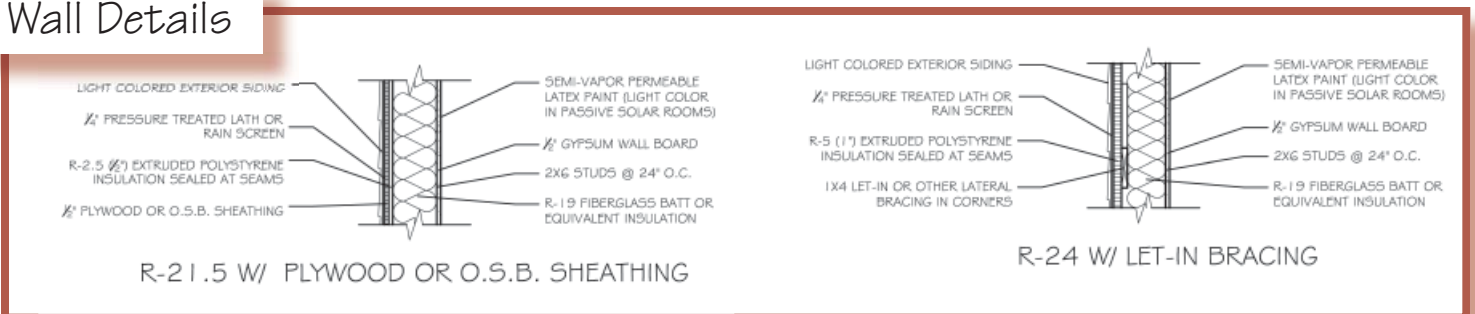 Wall Details
LIGHT COLORED EXTERIOR SIDING
¼" PRESSURE TREATED LATH OR
RAIN SCREEN
R-2.5 (½") EXTRUDED POLYSTYRENE
INSULATION SEALED AT SEAMS
½" PLYWOOD OR O.S.B. SHEATHING
SEMI-VAPOR PERMEABLE
LATEX PAINT (LIGHT COLOR
IN PASSIVE SOLAR ROOMS)
½" GYPSUM WALL BOARD
2X6 STUDS @ 24" O.C.
R-19 FIBERGLASS BATT OR
EQUIVALENT INSULATION
R-21.5 W/ PLYWOOD OR O.S.B. SHEATHING
LIGHT COLORED EXTERIOR SIDING
¼" PRESSURE TREATED LATH OR
RAIN SCREEN
R-5 (1") EXTRUDED POLYSTYRENE
INSULATION SEALED AT SEAMS
1X4 LET-IN OR OTHER LATERAL
BRACING IN CORNERS
SEMI-VAPOR PERMEABLE
LATEX PAINT (LIGHT COLOR
IN PASSIVE SOLAR ROOMS)
½" GYPSUM WALL BOARD
2X6 STUDS @ 24" O.C.
R-19 FIBERGLASS BATT OR
EQUIVALENT INSULATION
R-24 W/ LET-IN BRACING